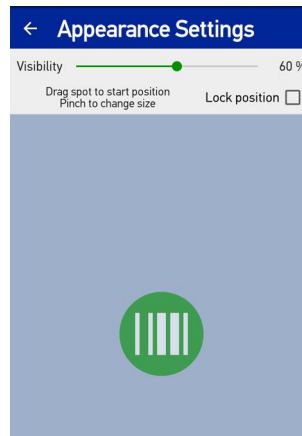 Appearance Settings
Visibility 60 %
Drag spot to start position
Pinch to change size
Lock position